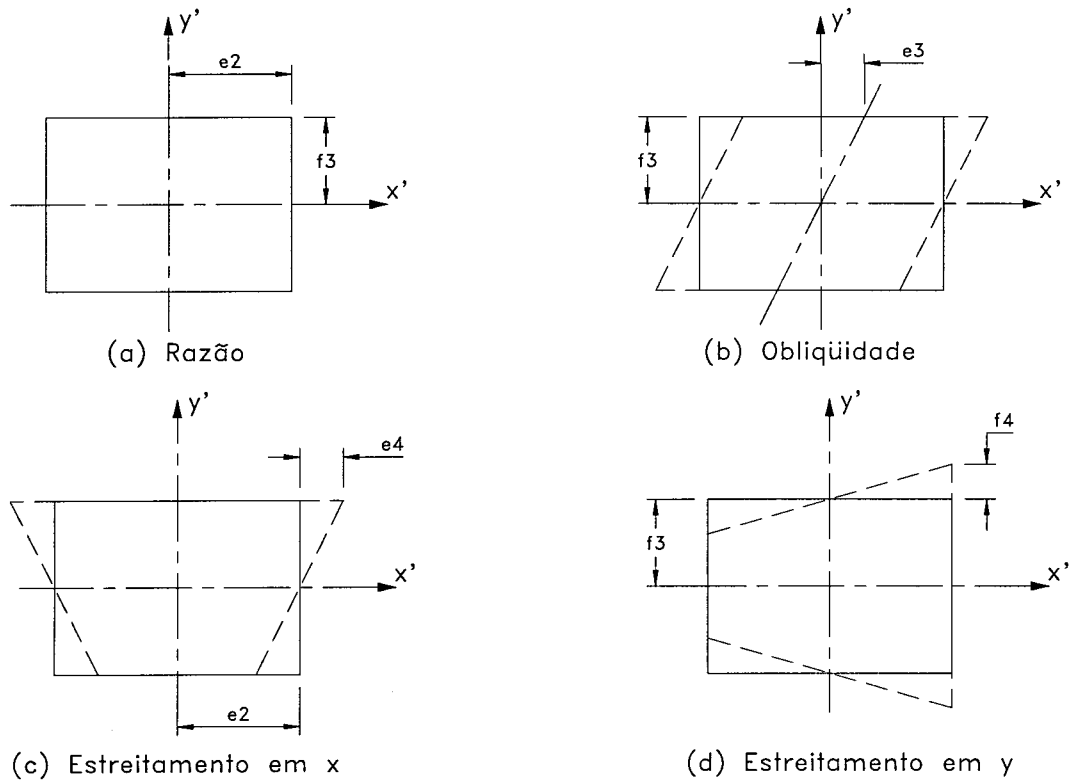 y'
e2
f3
x'
(a) Razão
y'
e3
f3
x'
(b) Obliqüidade
y'
e4
x'
e2
(c) Estreitamento em x
y'
f4
f3
x'
(d) Estreitamento em y